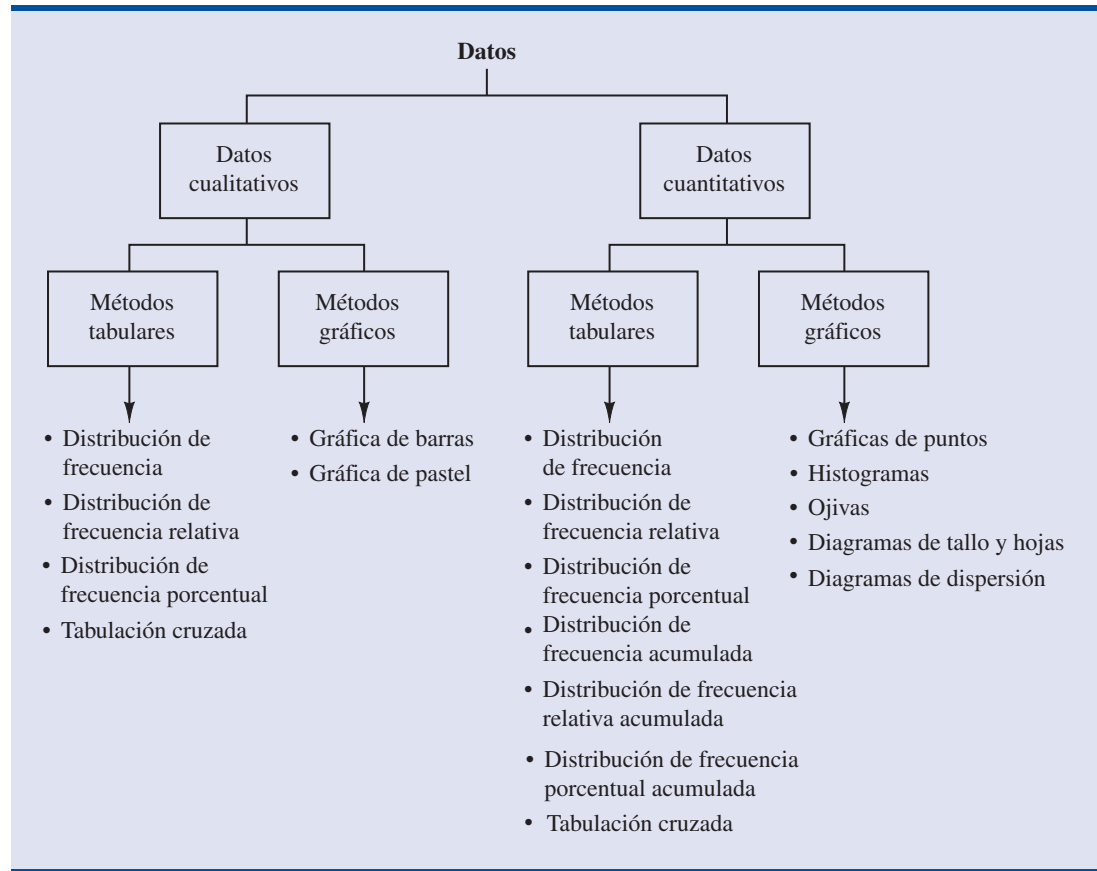 Datos
Datos
cualitativos
Datos
cuantitativos
Métodos
tabulares
Métodos
gráficos
Métodos
tabulares
Métodos
gráficos
• Distribución de
frecuencia
• Distribución de
frecuencia relativa
• Distribución de
frecuencia porcentual
• Tabulación cruzada
• Gráfica de barras
• Gráfica de pastel
• Distribución
de frecuencia
• Distribución de
frecuencia relativa
• Distribución de
frecuencia porcentual
• Distribución de
frecuencia acumulada
• Distribución de frecuencia
relativa acumulada
• Distribución de frecuencia
porcentual acumulada
• Tabulación cruzada
• Gráficas de puntos
• Histogramas
• Ojivas
• Diagramas de tallo y hojas
• Diagramas de dispersión